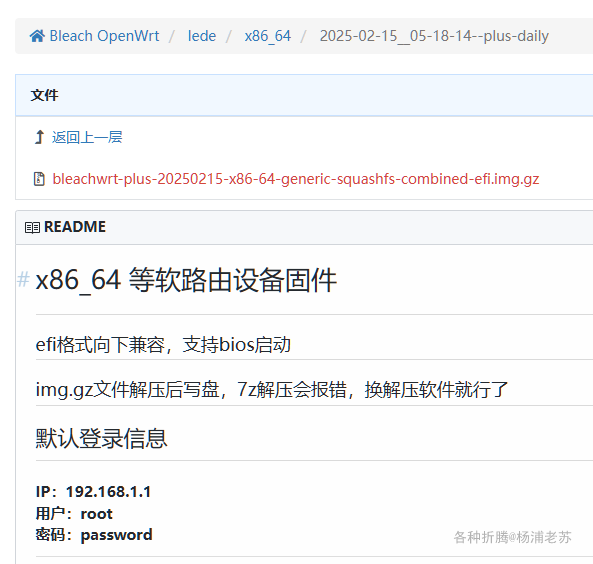 Bleach OpenWrt / lede / x86_64 / 2025-02-15__05-18-14--plus-daily
文件
返回上一层
bleachwrt-plus-20250215-x86-64-generic-squashfs-combined-efi.img.gz
README
# x86_64 等软路由设备固件
efi格式向下兼容，支持bios启动
img.gz文件解压后写盘，7z解压会报错，换解压软件就行了
默认登录信息
IP：192.168.1.1
用户：root
密码：password
各种折腾@杨浦老苏